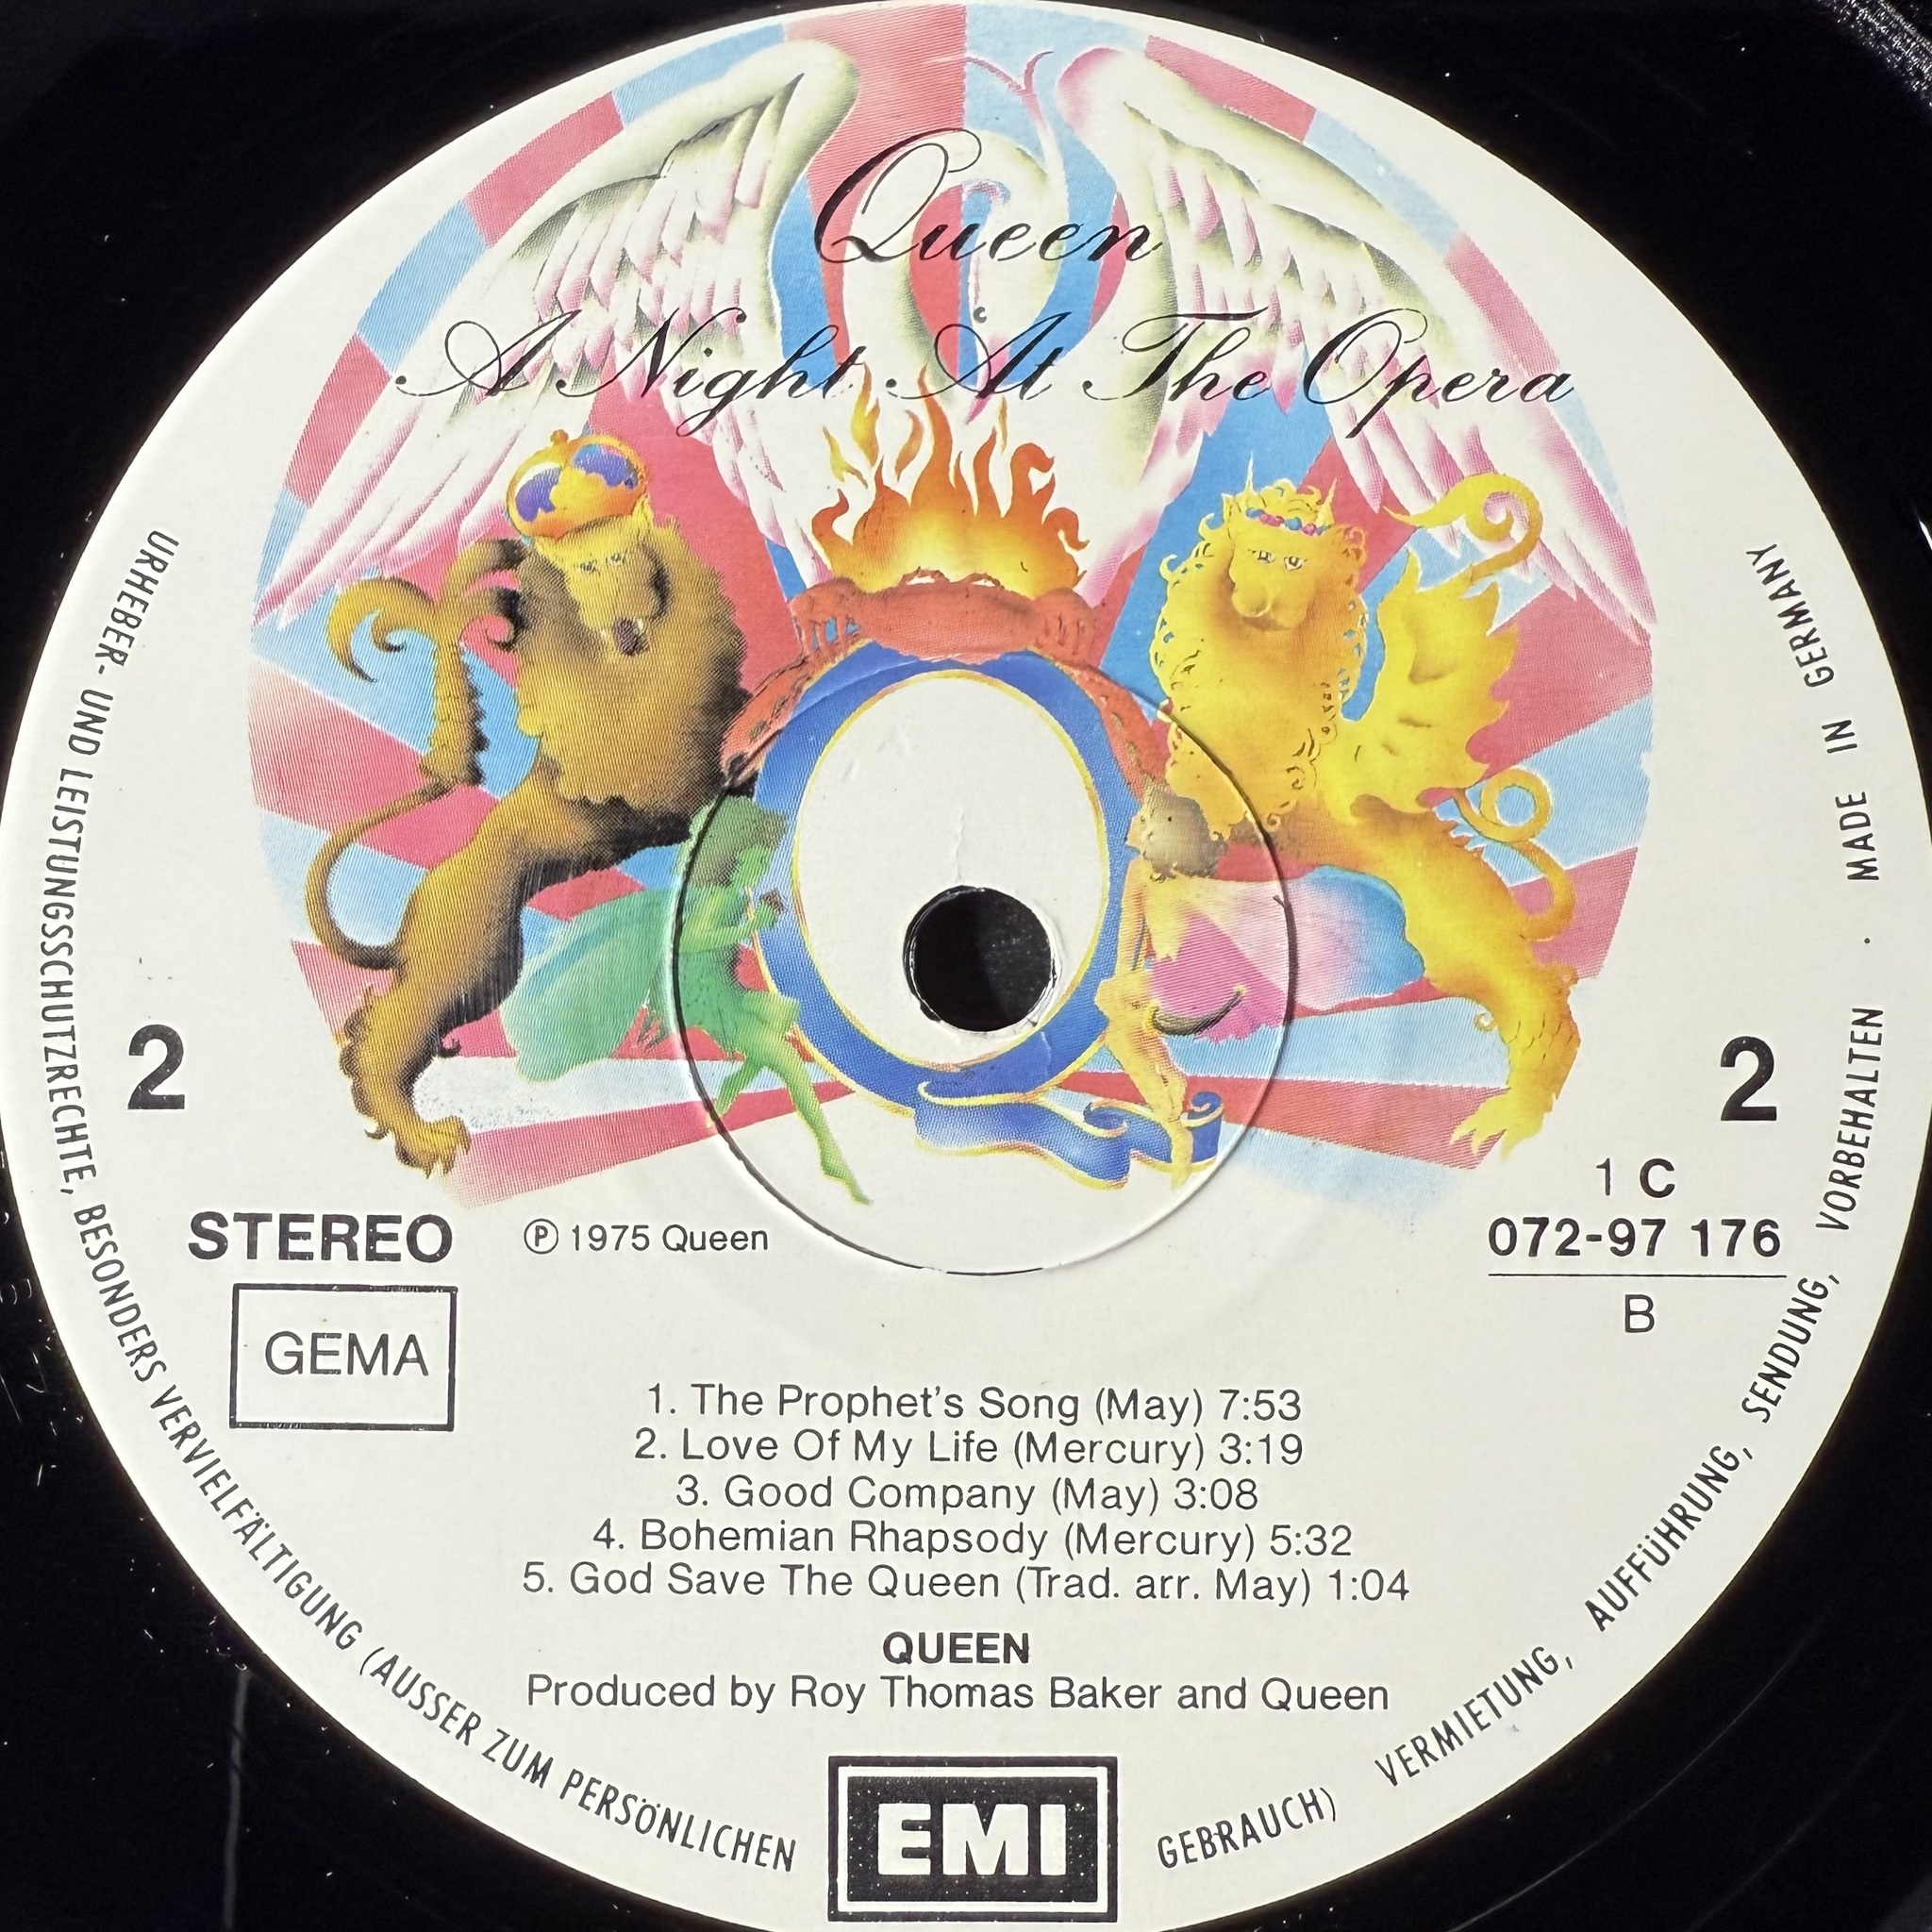 Queen
A Night At The Opera
2
2
STEREO
℗ 1975 Queen
1 C
072-97 176
B
GEMA
1. The Prophet's Song (May) 7:53
2. Love Of My Life (Mercury) 3:19
3. Good Company (May) 3:08
4. Bohemian Rhapsody (Mercury) 5:32
5. God Save The Queen (Trad. arr. May) 1:04
QUEEN
Produced by Roy Thomas Baker and Queen
EMI
URHEBER- UND LEISTUNGSSCHUTZRECHTE, BESONDERS VERVIELFÄLTIGUNG (AUSSER ZUM PERSÖNLICHEN GEBRAUCH) VERMIETUNG, AUFFÜHRUNG, SENDUNG, VORBEHALTEN · MADE IN GERMANY